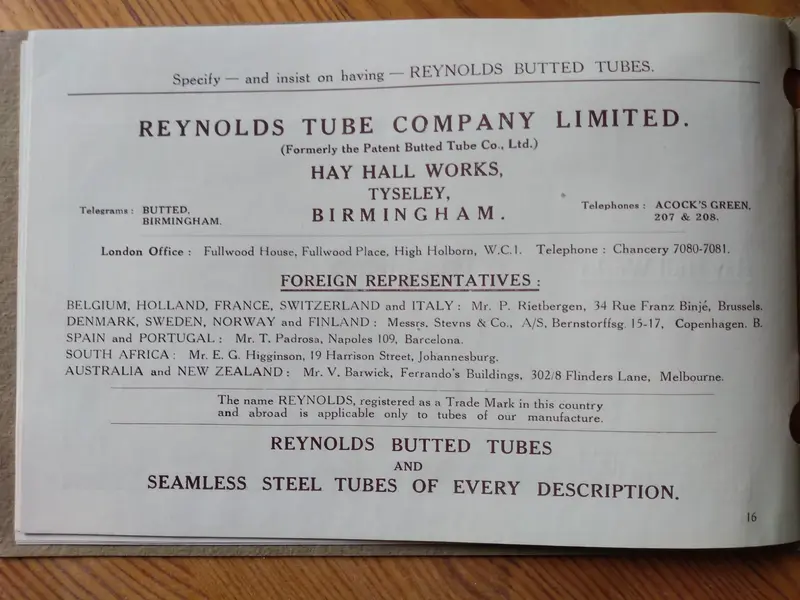 Specify — and insist on having — REYNOLDS BUTTED TUBES.
REYNOLDS TUBE COMPANY LIMITED.
(Formerly the Patent Butted Tube Co., Ltd.)
HAY HALL WORKS,
TYSELEY,
BIRMINGHAM.
Telegrams: BUTTED, BIRMINGHAM.
Telephones: ACOCK'S GREEN, 207 & 208.
London Office: Fullwood House, Fullwood Place, High Holborn, W.C.1. Telephone: Chancery 7080-7081.
FOREIGN REPRESENTATIVES:
BELGIUM, HOLLAND, FRANCE, SWITZERLAND and ITALY: Mr. P. Rietbergen, 34 Rue Franz Binjé, Brussels.
DENMARK, SWEDEN, NORWAY and FINLAND: Messrs. Stevns & Co., A/S, Bernstorffsg. 15-17, Copenhagen. B.
SPAIN and PORTUGAL: Mr. T. Padrosa, Napoles 109, Barcelona.
SOUTH AFRICA: Mr. E. G. Higginson, 19 Harrison Street, Johannesburg.
AUSTRALIA and NEW ZEALAND: Mr. V. Barwick, Ferrando's Buildings, 302/8 Flinders Lane, Melbourne.
The name REYNOLDS, registered as a Trade Mark in this country
and abroad is applicable only to tubes of our manufacture.
REYNOLDS BUTTED TUBES
AND
SEAMLESS STEEL TUBES OF EVERY DESCRIPTION.
16